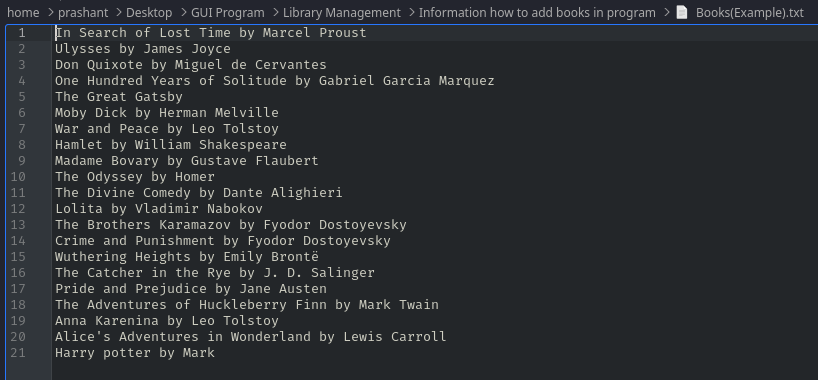 home > prashant > Desktop > GUI Program > Library Management > Information how to add books in program > Books(Example).txt
1 In Search of Lost Time by Marcel Proust
2 Ulysses by James Joyce
3 Don Quixote by Miguel de Cervantes
4 One Hundred Years of Solitude by Gabriel Garcia Marquez
5 The Great Gatsby
6 Moby Dick by Herman Melville
7 War and Peace by Leo Tolstoy
8 Hamlet by William Shakespeare
9 Madame Bovary by Gustave Flaubert
10 The Odyssey by Homer
11 The Divine Comedy by Dante Alighieri
12 Lolita by Vladimir Nabokov
13 The Brothers Karamazov by Fyodor Dostoyevsky
14 Crime and Punishment by Fyodor Dostoyevsky
15 Wuthering Heights by Emily Brontë
16 The Catcher in the Rye by J. D. Salinger
17 Pride and Prejudice by Jane Austen
18 The Adventures of Huckleberry Finn by Mark Twain
19 Anna Karenina by Leo Tolstoy
20 Alice's Adventures in Wonderland by Lewis Carroll
21 Harry potter by Mark